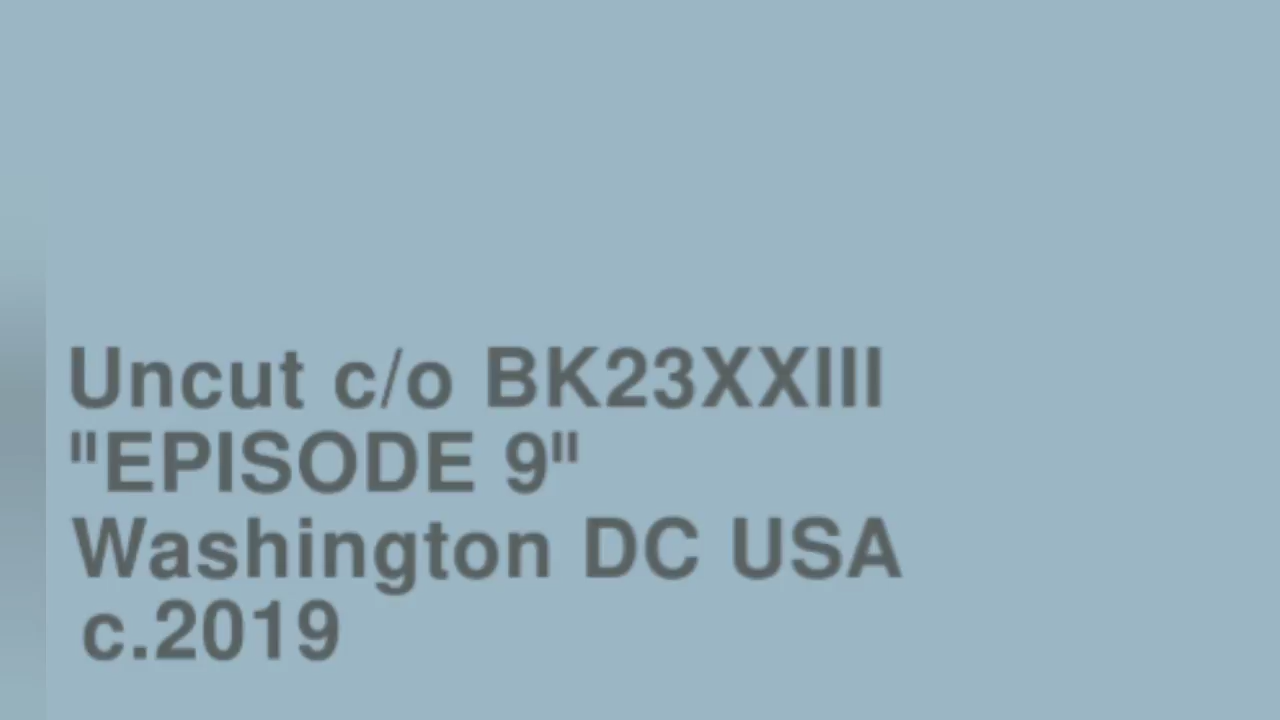 Uncut c/o BK23XXIII
"EPISODE 9"
Washington DC USA
c.2019